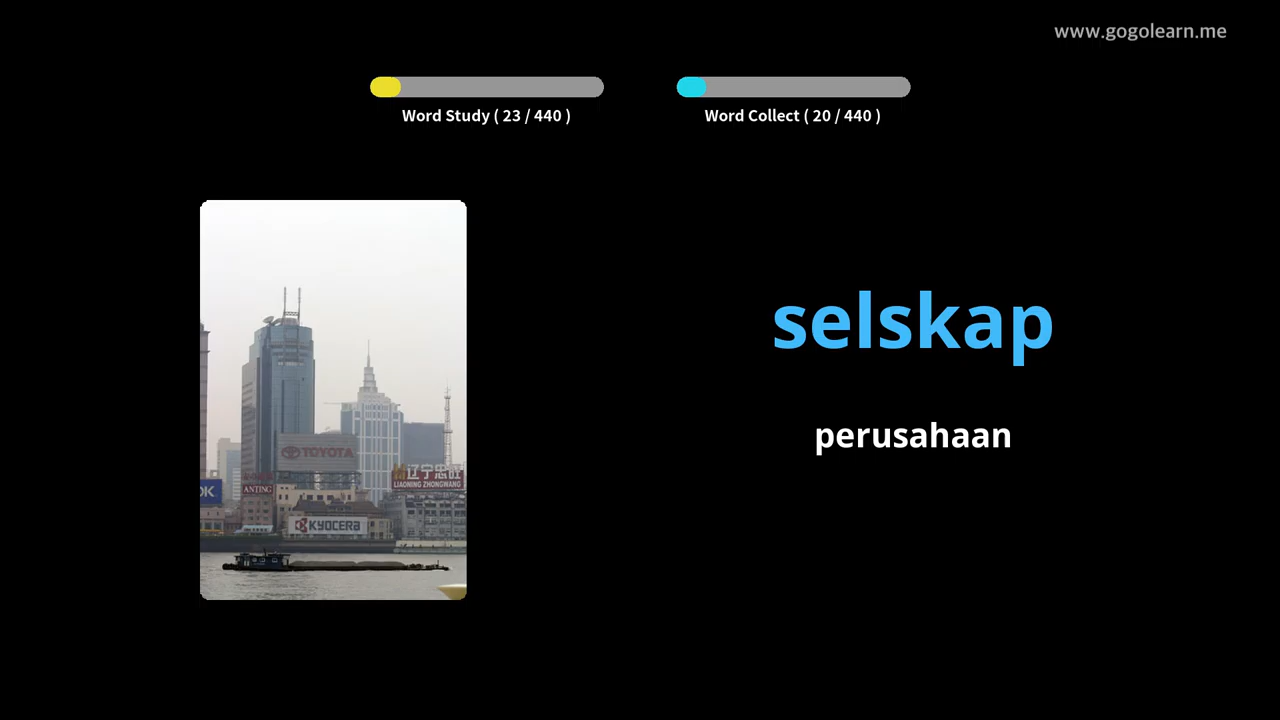 www.gogolearn.me
Word Study ( 23 / 440 )
Word Collect ( 20 / 440 )
selskap
perusahaan
TOYOTA
辽宁忠旺
LIAONING ZHONGWANG
OK
ANTING
KYOCERA